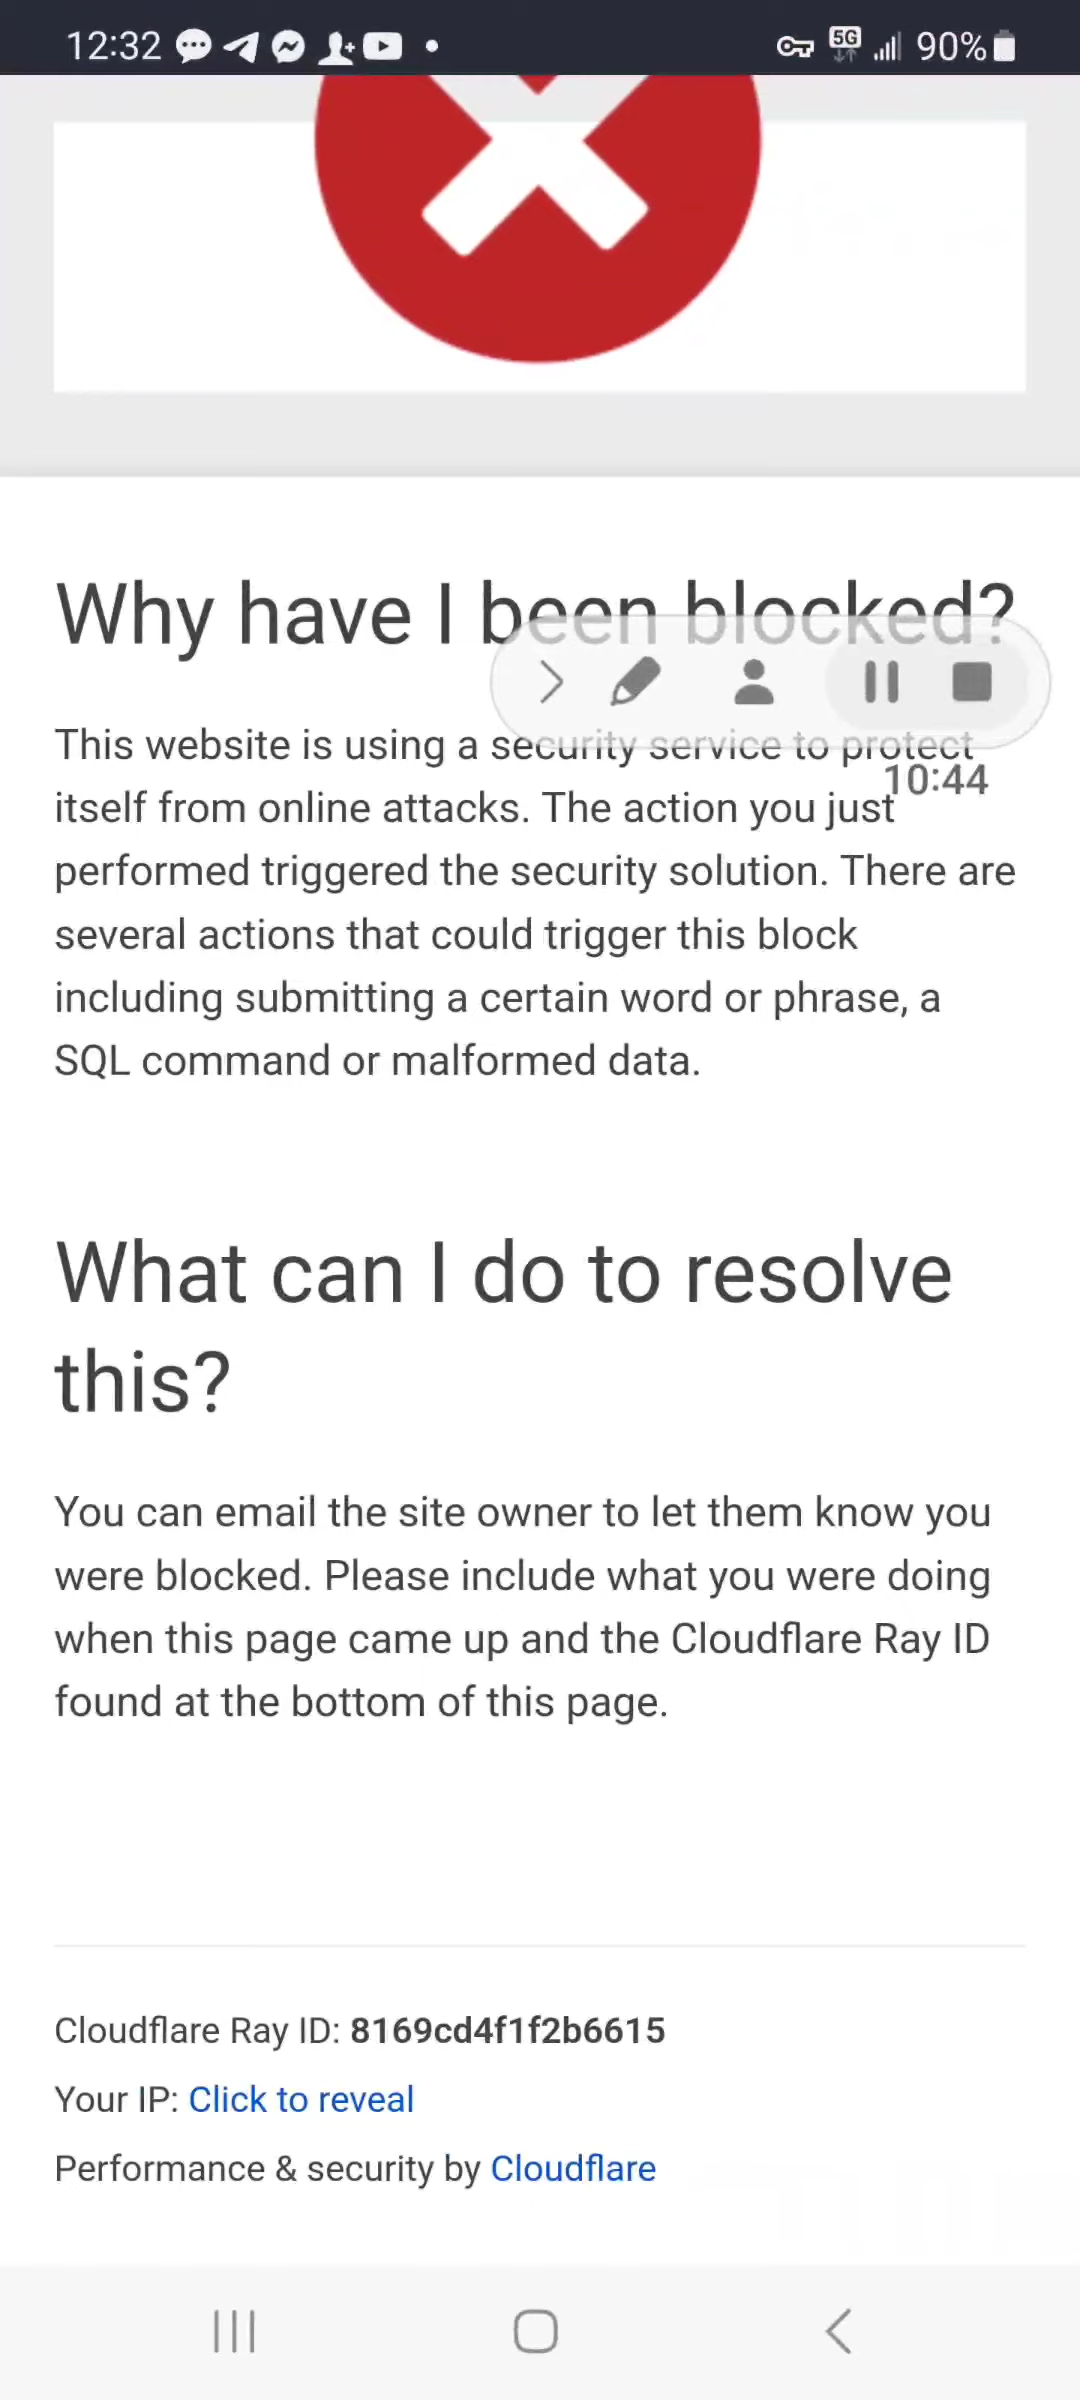 12:32 5G 90%
Why have I been blocked?
This website is using a security service to protect
10:44
itself from online attacks. The action you just
performed triggered the security solution. There are
several actions that could trigger this block
including submitting a certain word or phrase, a
SQL command or malformed data.
What can I do to resolve
this?
You can email the site owner to let them know you
were blocked. Please include what you were doing
when this page came up and the Cloudflare Ray ID
found at the bottom of this page.
Cloudflare Ray ID: 8169cd4f1f2b6615
Your IP: Click to reveal
Performance & security by Cloudflare